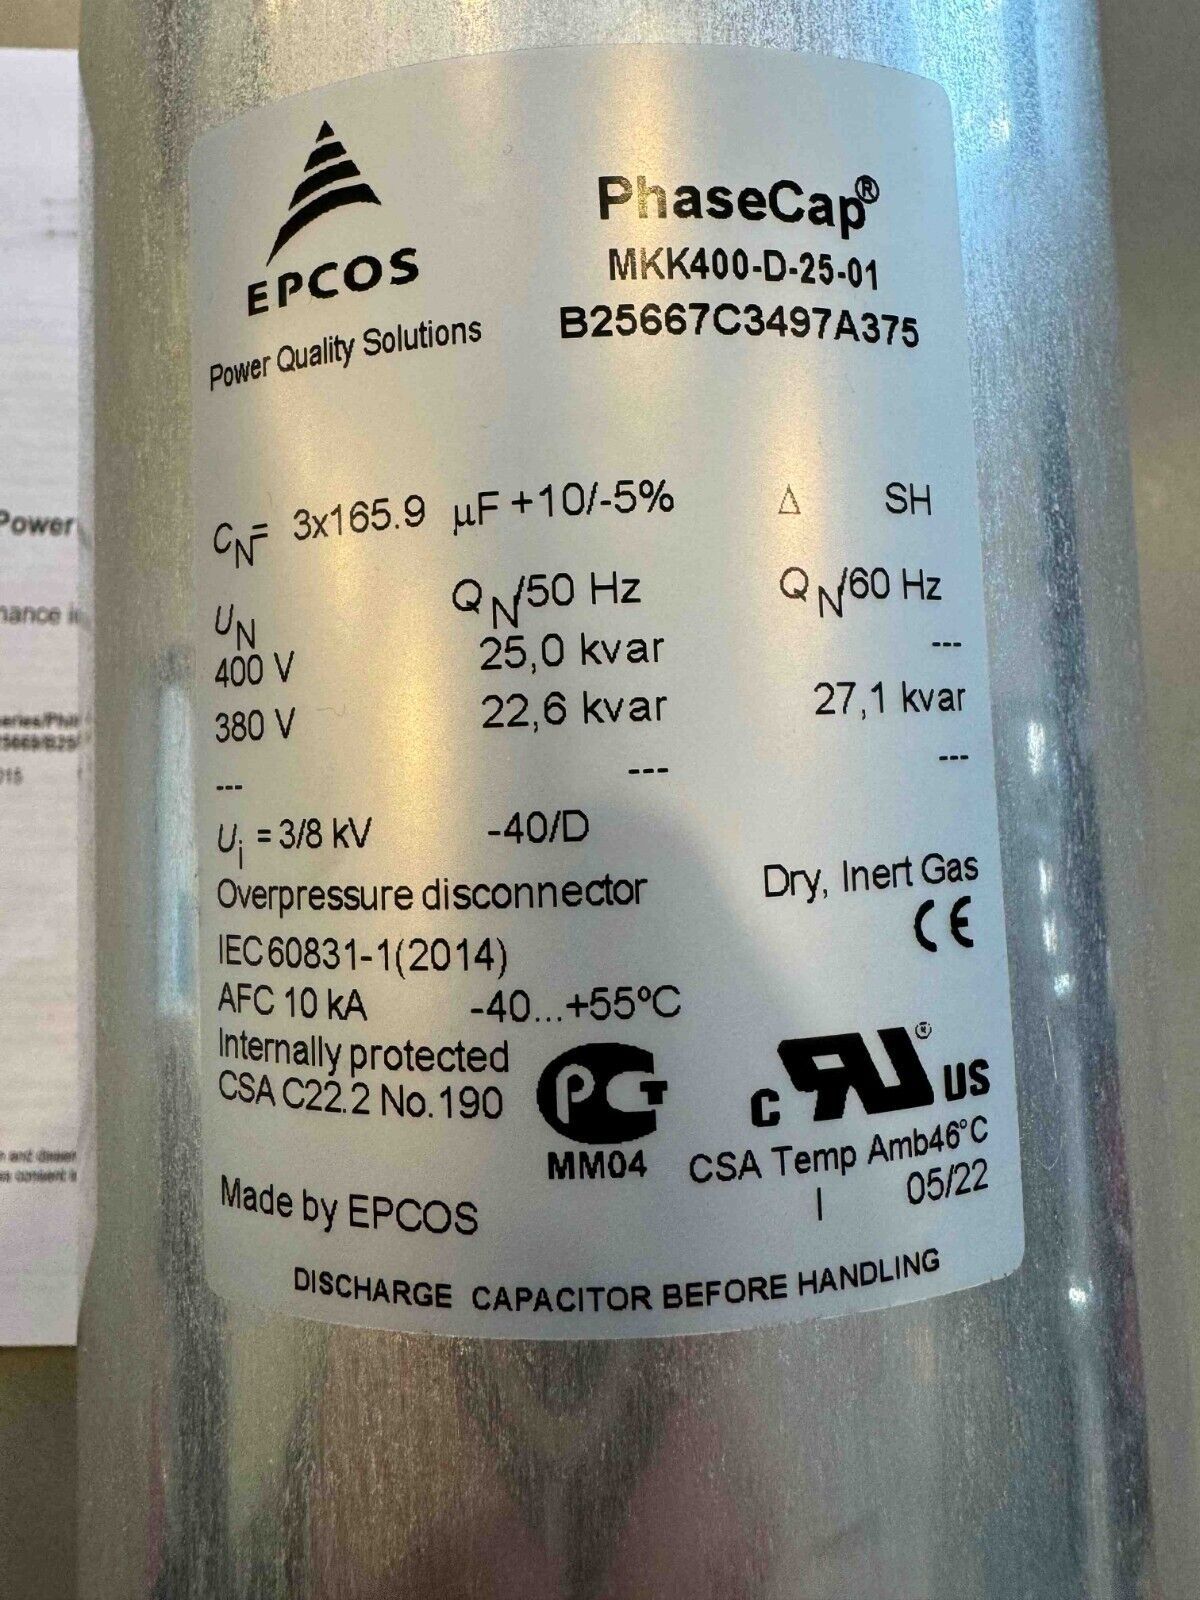 EPCOS
Power Quality Solutions
PhaseCap®
MKK400-D-25-01
B25667C3497A375
CN= 3x165.9 µF +10/-5% Δ SH
UN QN/50 Hz QN/60 Hz
400 V 25,0 kvar ---
380 V 22,6 kvar 27,1 kvar
--- --- ---
Ui = 3/8 kV -40/D
Overpressure disconnector Dry, Inert Gas
IEC 60831-1(2014) CE
AFC 10 kA -40...+55°C
Internally protected
CSA C22.2 No.190
PCT
MM04
c RU ® US
CSA Temp Amb46°C
I 05/22
Made by EPCOS
DISCHARGE CAPACITOR BEFORE HANDLING
Power